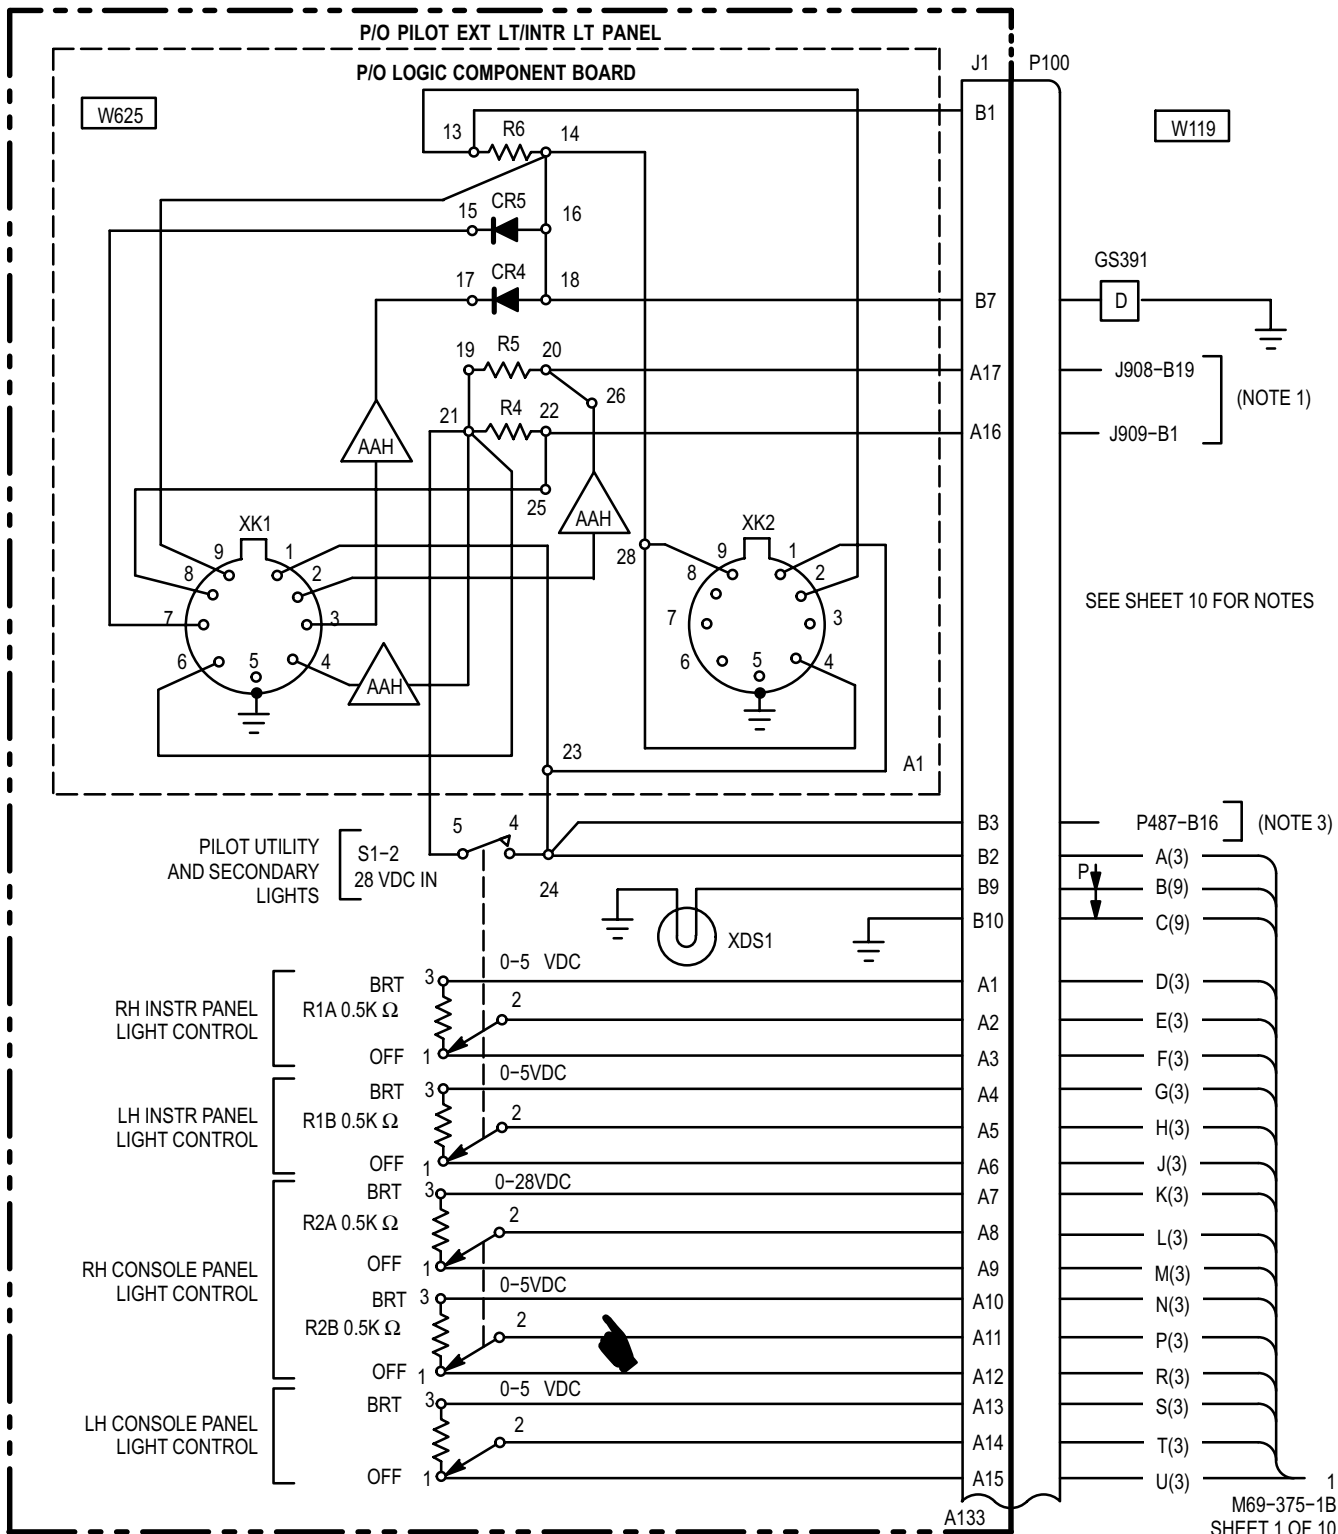 P/O PILOT EXT LT/INTR LT PANEL
P/O LOGIC COMPONENT BOARD
J1 P100
W625
W119
B1
13 R6 14
15 CR5 16
17 CR4 18
B7
GS391
D
19 R5 20
A17
J908−B19
26
(NOTE 1)
21 R4 22
A16
J909−B1
AAH
25
AAH
XK1
9 1
8 2
7 3
6 5 4
AAH
28
XK2
9 1
8 2
7 3
6 5 4
SEE SHEET 10 FOR NOTES
23
A1
PILOT UTILITY
AND SECONDARY
LIGHTS
S1−2
28 VDC IN
5 4
24
B3
P487−B16
(NOTE 3)
B2
A(3)
P
B9
B(9)
B10
C(9)
XDS1
RH INSTR PANEL
LIGHT CONTROL
BRT 3
0−5 VDC
A1
D(3)
R1A 0.5K Ω
2
A2
E(3)
OFF 1
A3
F(3)
LH INSTR PANEL
LIGHT CONTROL
BRT 3
0−5VDC
A4
G(3)
R1B 0.5K Ω
2
A5
H(3)
OFF 1
A6
J(3)
RH CONSOLE PANEL
LIGHT CONTROL
BRT 3
0−28VDC
A7
K(3)
R2A 0.5K Ω
2
A8
L(3)
OFF 1
A9
M(3)
BRT 3
0−5VDC
A10
N(3)
R2B 0.5K Ω
2
A11
P(3)
OFF 1
A12
R(3)
LH CONSOLE PANEL
LIGHT CONTROL
BRT 3
0−5 VDC
A13
S(3)
2
A14
T(3)
OFF 1
A15
U(3)
1
A133
M69−375−1B
SHEET 1 OF 10